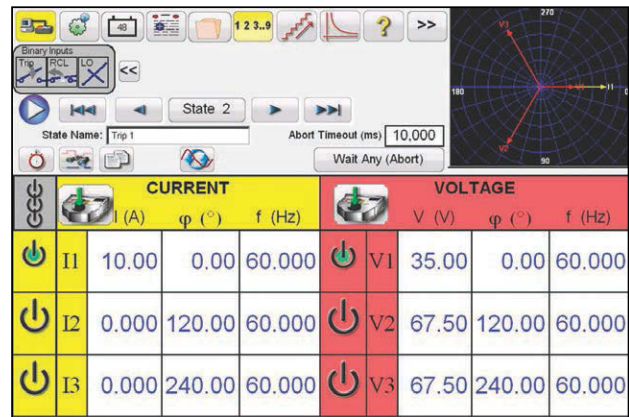 48 1 2 3..9 ? >>
Binary Inputs
Trip RCL LO <<
State 2
State Name: Trip 1 Abort Timeout (ms) 10,000
Wait Any (Abort)
270
V3
180 V1 I1 0
V2
90
CURRENT VOLTAGE
I (A) φ (°) f (Hz) V (V) φ (°) f (Hz)
I1 10.00 0.00 60.000 V1 35.00 0.00 60.000
I2 0.000 120.00 60.000 V2 67.50 120.00 60.000
I3 0.000 240.00 60.000 V3 67.50 240.00 60.000